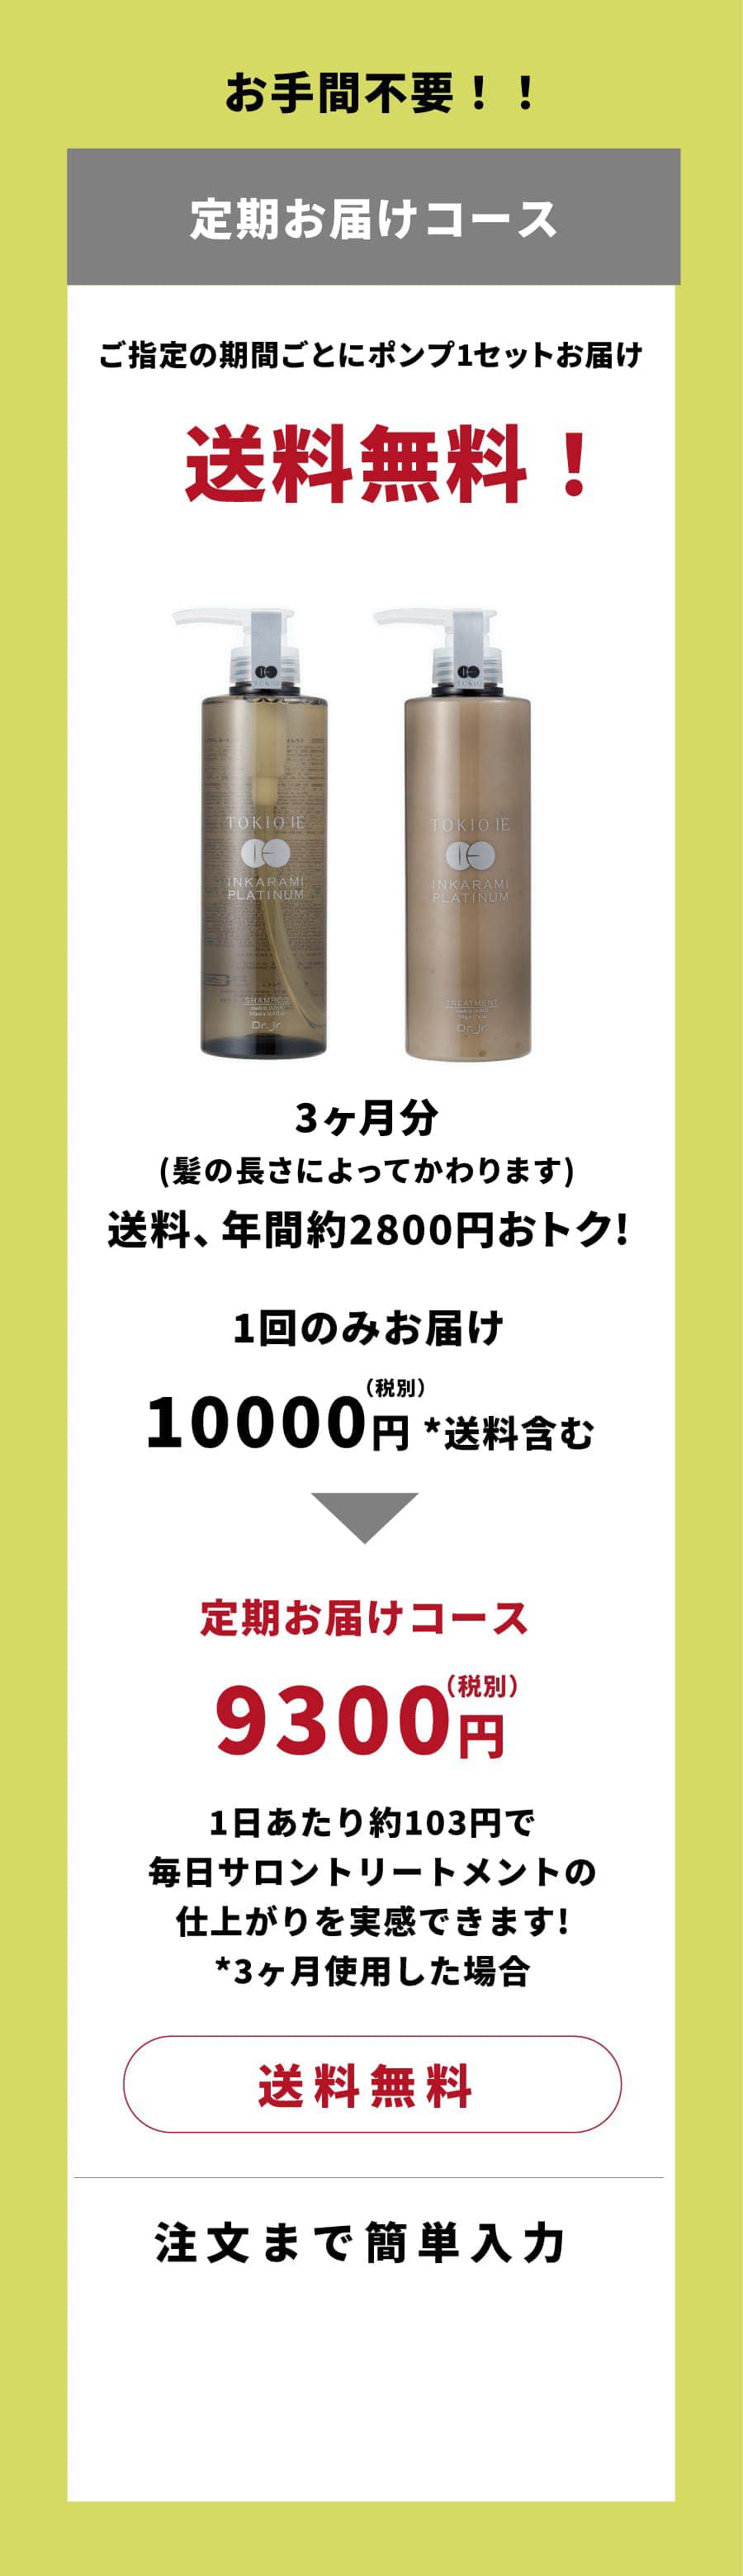 お手間不要！！
定期お届けコース
ご指定の期間ごとにポンプ1セットお届け
送料無料！
TOKIO IE
INKARAMI
PLATINUM
SHAMPOO
Dr.Jr
TOKIO IE
INKARAMI
PLATINUM
TREATMENT
Dr.Jr
3ヶ月分
(髪の長さによってかわります)
送料、年間約2800円おトク!
1回のみお届け
(税別)
10000円 *送料含む
定期お届けコース
(税別)
9300円
1日あたり約103円で
毎日サロントリートメントの
仕上がりを実感できます!
*3ヶ月使用した場合
送料無料
注文まで簡単入力